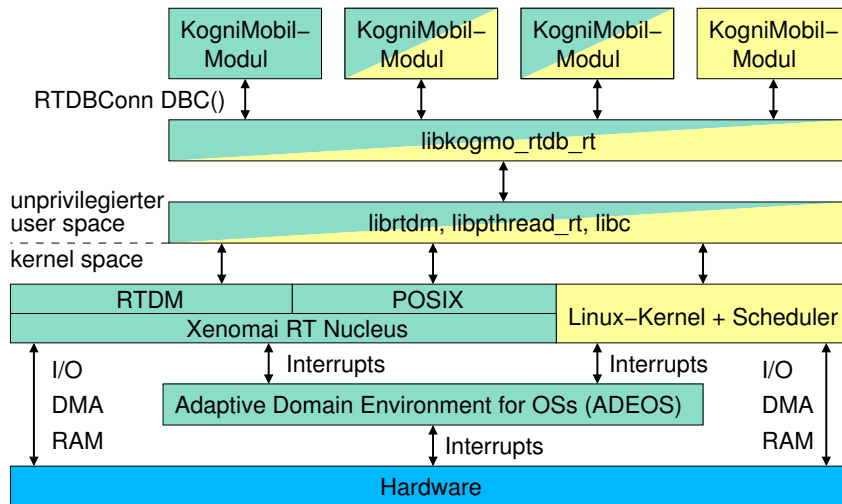 KogniMobil−
Modul
KogniMobil−
Modul
KogniMobil−
Modul
KogniMobil−
Modul
RTDBConn DBC()
libkogmo_rtdb_rt
unprivilegierter
user space
librtdm, libpthread_rt, libc
kernel space
RTDM
POSIX
Xenomai RT Nucleus
Linux−Kernel + Scheduler
I/O
DMA
RAM
Interrupts
Interrupts
I/O
DMA
RAM
Adaptive Domain Environment for OSs (ADEOS)
Interrupts
Hardware